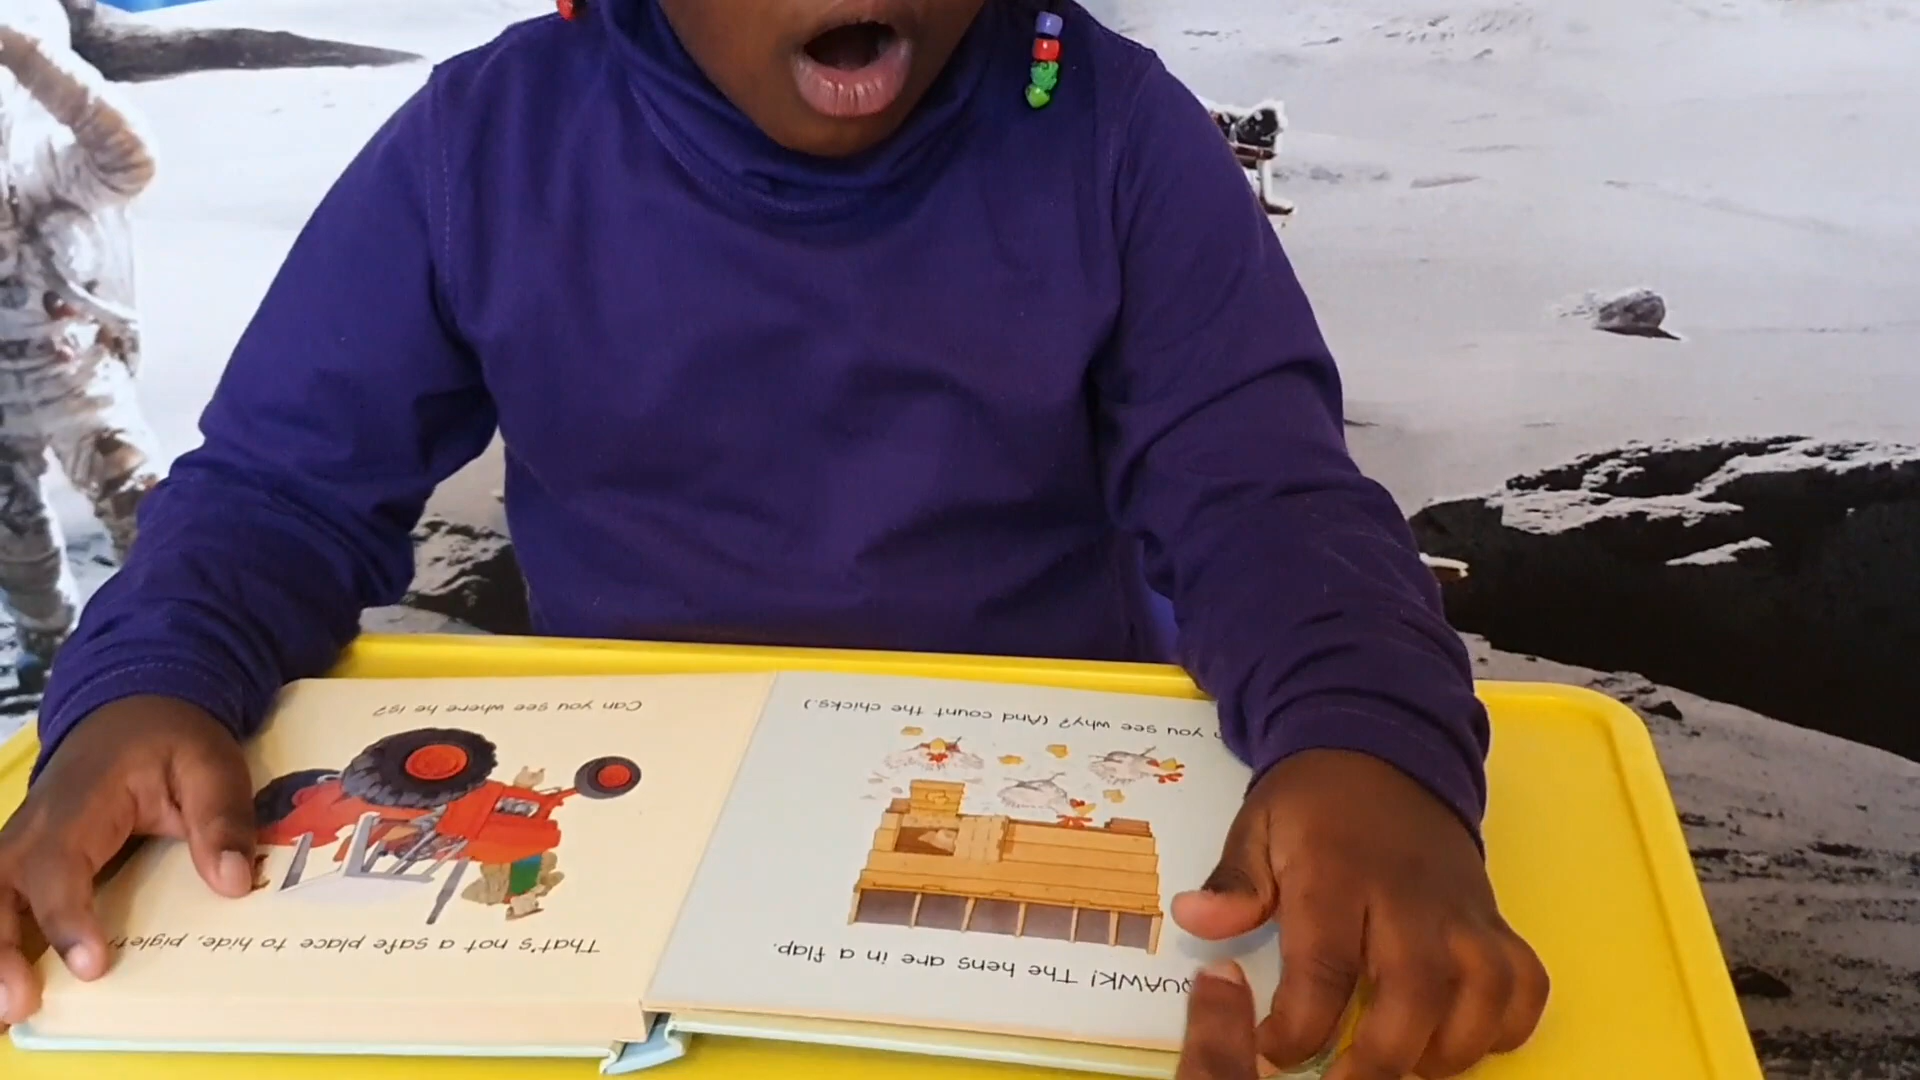 QUAWK! The hens are in a flap.
you see why? (And count the chicks.)
That's not a safe place to hide, piglet!
Can you see where he is?